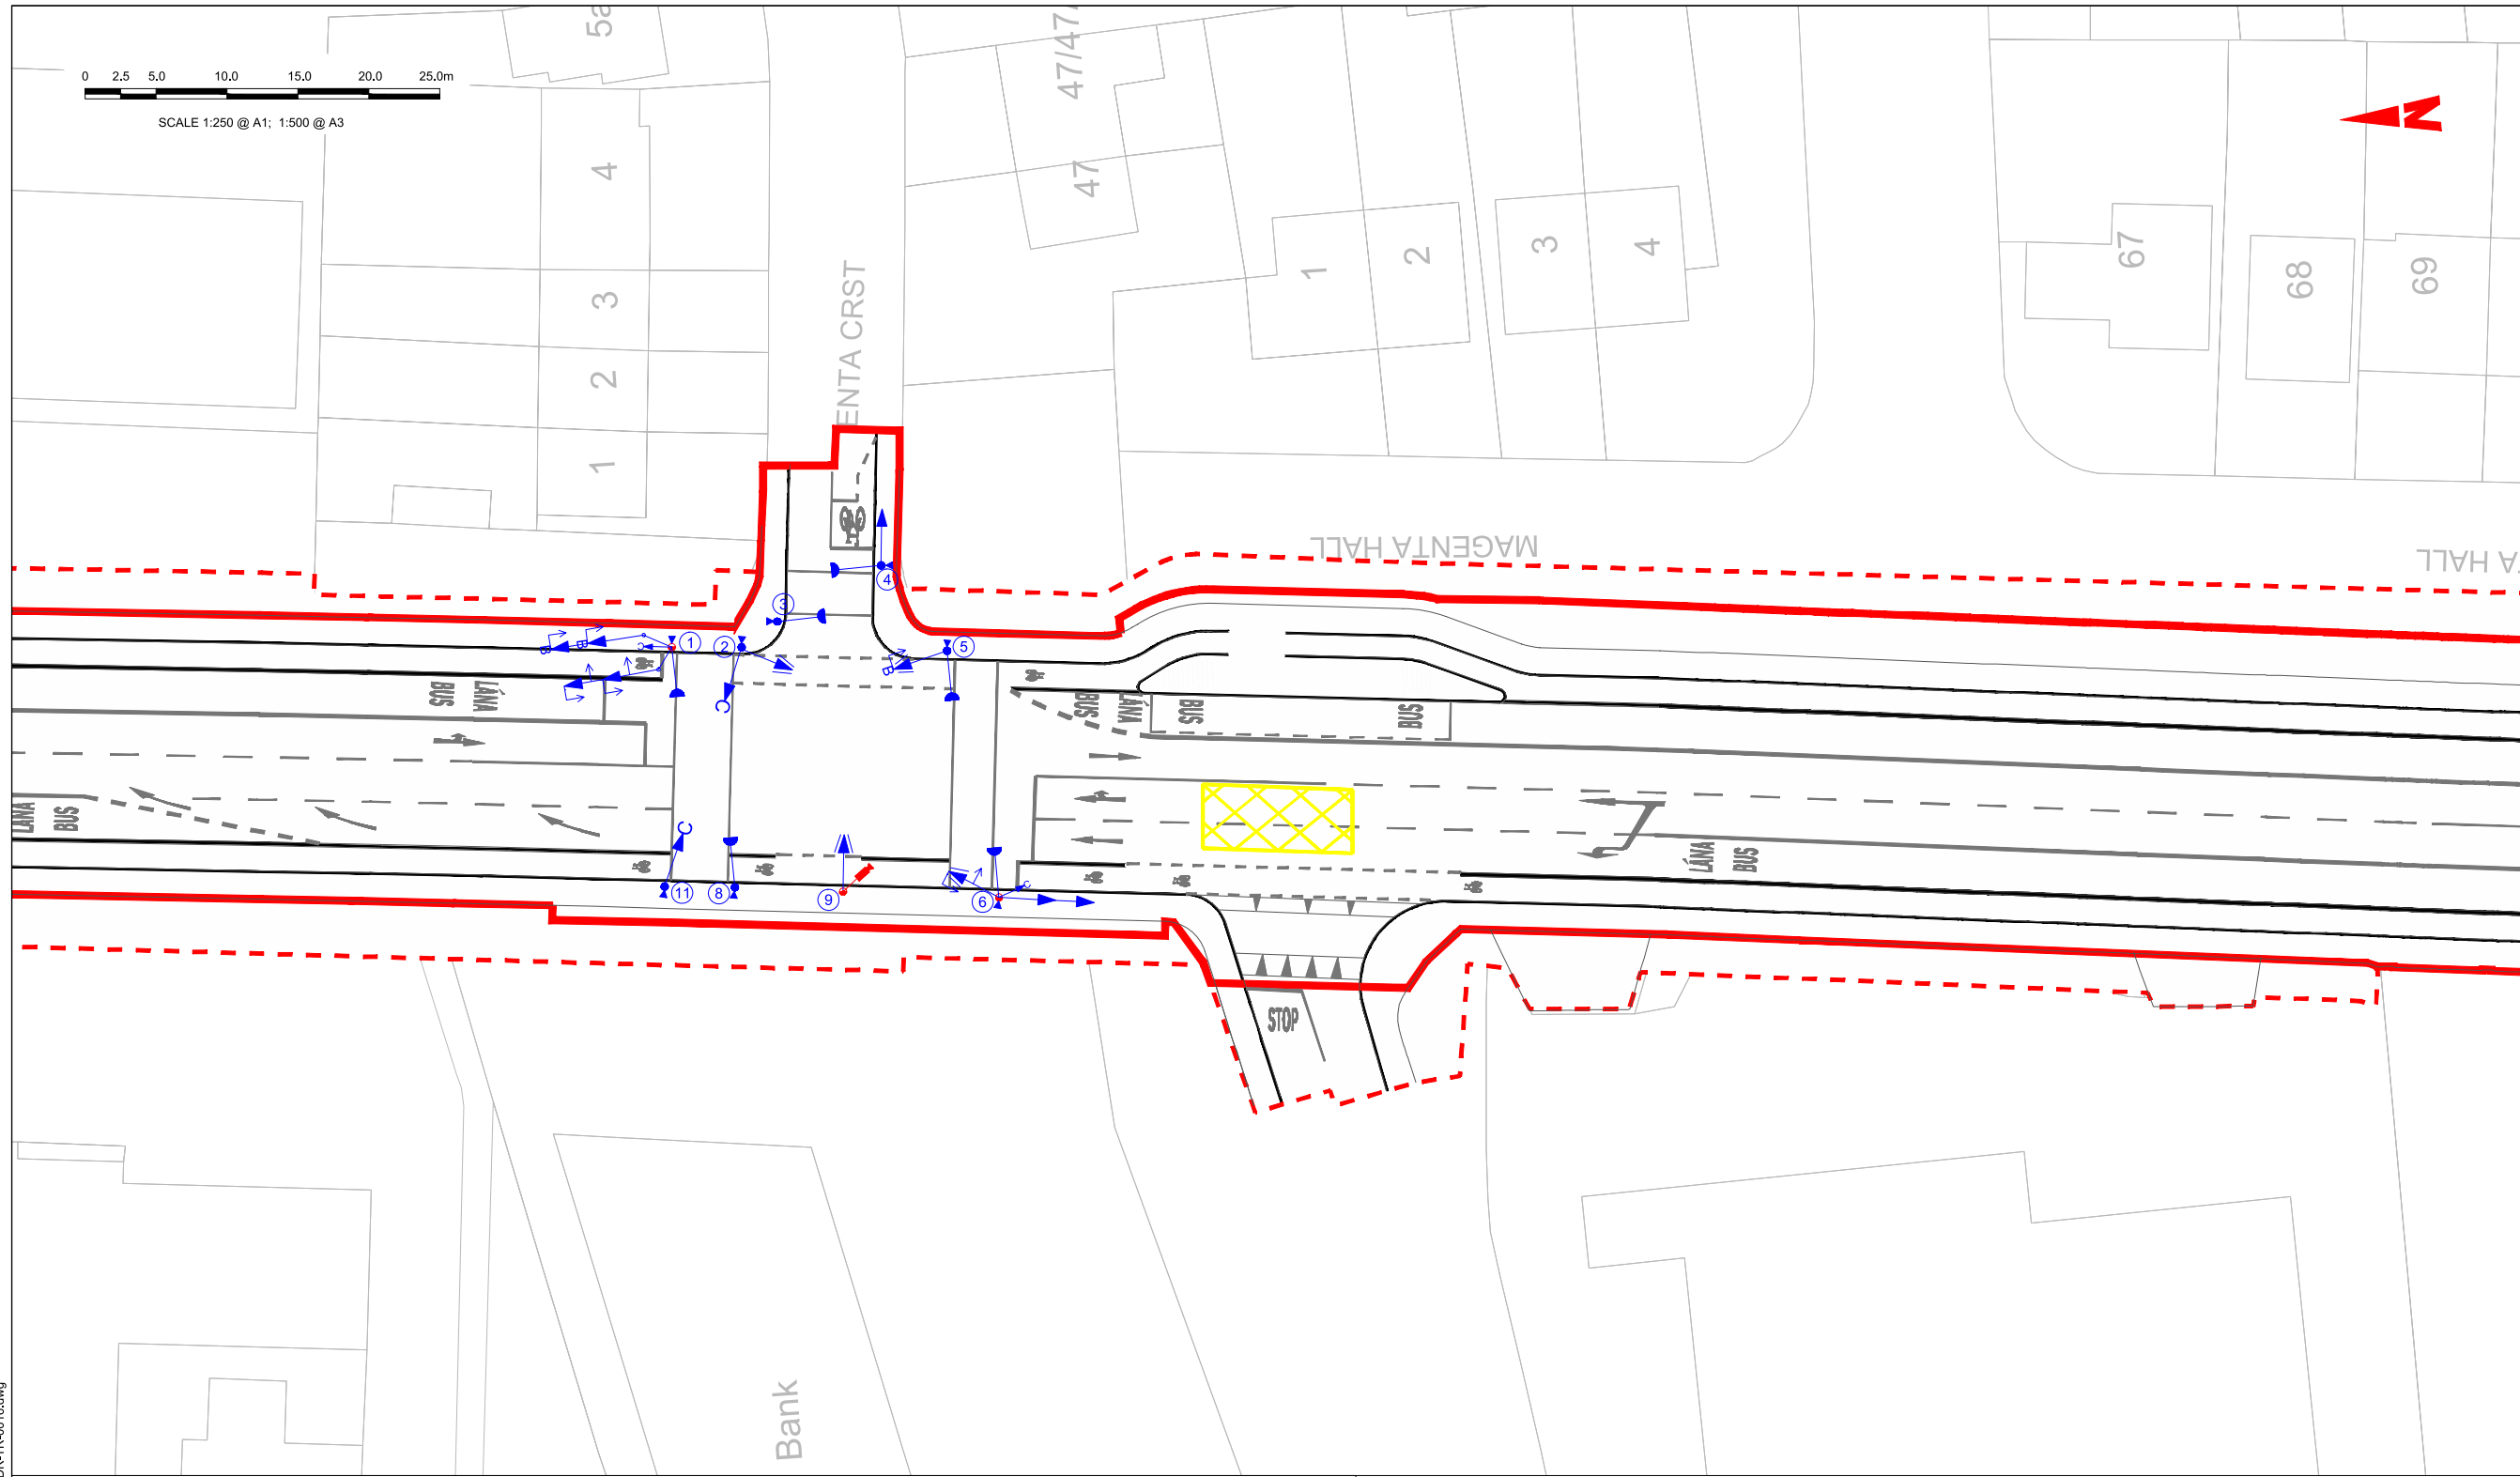 5a
47/47
0 2.5 5.0 10.0 15.0 20.0 25.0m
SCALE 1:250 @ A1; 1:500 @ A3
N
4
47
3
2
1
ENTA CRST
1
2
3
4
67
68
69
MAGENTA HALL
A HALL
3
4
1
2
5
B
B
C
C
B
LÁNA
BUS
LÁNA
BUS
BUS
BUS
LÁNA
BUS
C
LÁNA
BUS
11
8
9
6
C
STOP
Bank